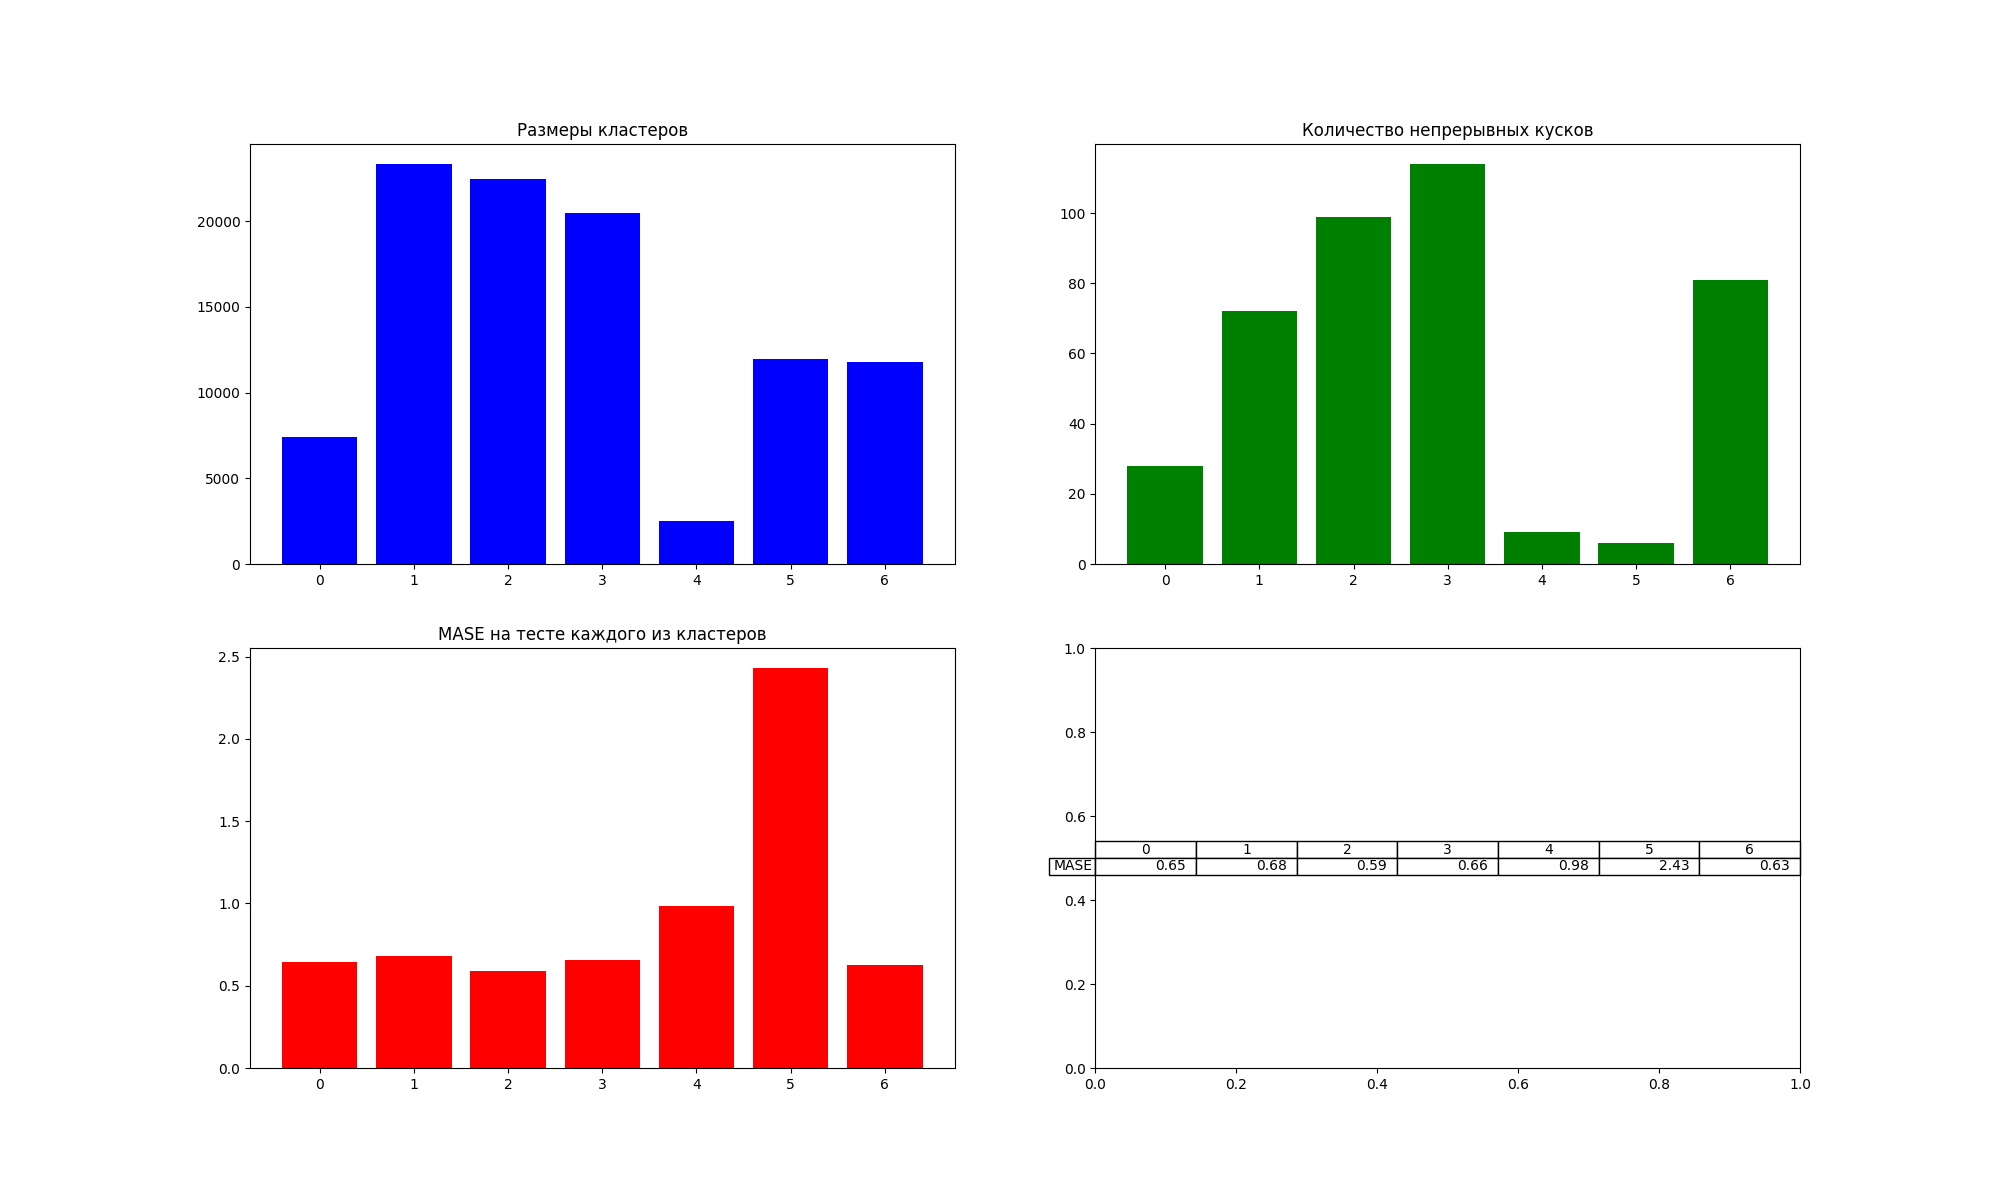 Размеры кластеров
20000
15000
10000
5000
0
0 1 2 3 4 5 6
Количество непрерывных кусков
100
80
60
40
20
0
0 1 2 3 4 5 6
MASE на тесте каждого из кластеров
2.5
2.0
1.5
1.0
0.5
0.0
0 1 2 3 4 5 6
1.0
0.8
0.6
0 1 2 3 4 5 6
MASE 0.65 0.68 0.59 0.66 0.98 2.43 0.63
0.4
0.2
0.0
0.0 0.2 0.4 0.6 0.8 1.0